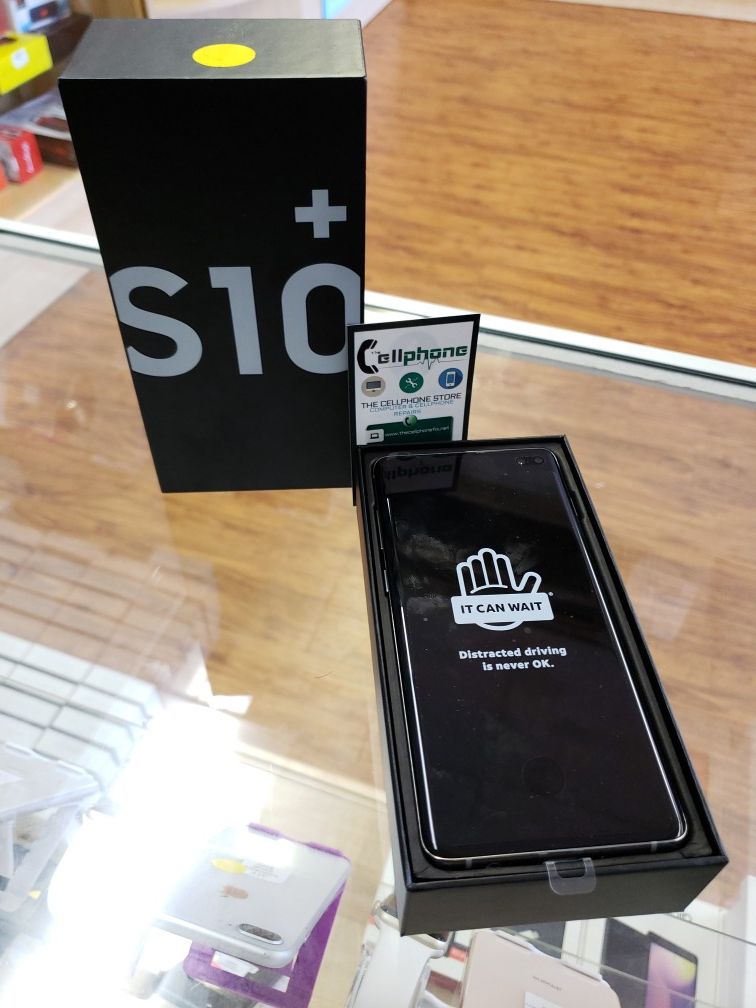 +
S10
The
Cellphone
THE CELLPHONE STORE
COMPUTER & CELLPHONE
REPAIRS
IT CAN WAIT
Distracted driving
is never OK.